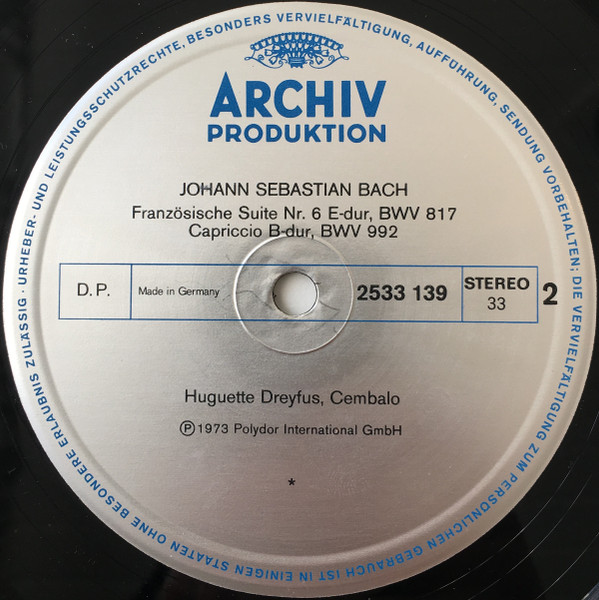 ARCHIV
PRODUKTION
JOHANN SEBASTIAN BACH
Französische Suite Nr. 6 E-dur, BWV 817
Capriccio B-dur, BWV 992
D.P.
Made in Germany
2533 139
STEREO
33
2
Huguette Dreyfus, Cembalo
Ⓟ 1973 Polydor International GmbH
*
URHEBER- UND LEISTUNGSSCHUTZRECHTE, BESONDERS VERVIELFÄLTIGUNG, AUFFÜHRUNG, SENDUNG VORBEHALTEN; DIE VERVIELFÄLTIGUNG ZUM PERSÖNLICHEN GEBRAUCH IST IN EINIGEN STAATEN OHNE BESONDERE ERLAUBNIS ZULÄSSIG ·